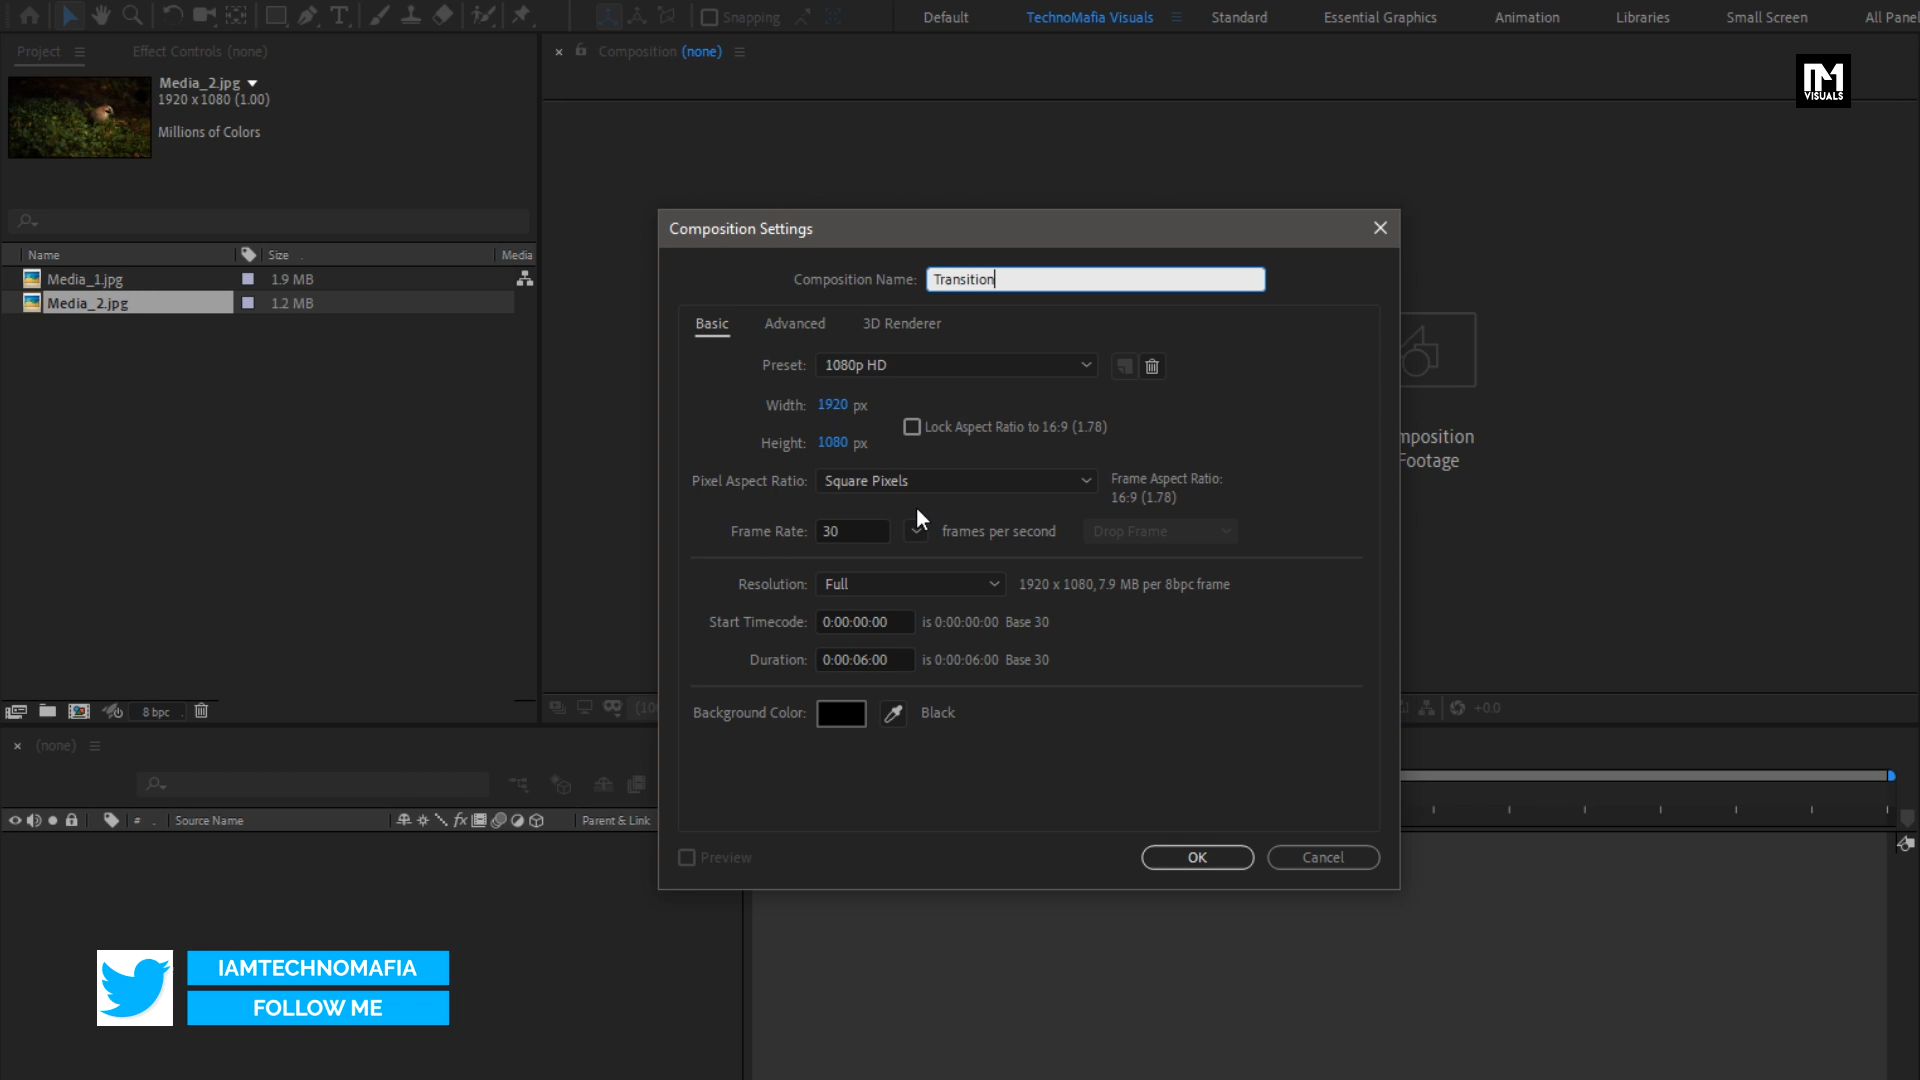 Snapping
Default
TechnoMafia Visuals
Standard
Essential Graphics
Animation
Libraries
Small Screen
All Panel
Project
Effect Controls (none)
Composition (none)
Media_2.jpg
1920 x 1080 (1.00)
Millions of Colors
VISUALS
Name
Size
Media
Media_1.jpg
1.9 MB
Media_2.jpg
1.2 MB
Composition Settings
Composition Name: Transition
Basic
Advanced
3D Renderer
Preset: 1080p HD
Width: 1920 px
Lock Aspect Ratio to 16:9 (1.78)
Height: 1080 px
Pixel Aspect Ratio: Square Pixels
Frame Aspect Ratio:
16:9 (1.78)
Frame Rate: 30 frames per second Drop Frame
Resolution: Full 1920 x 1080, 7.9 MB per 8bpc frame
Start Timecode: 0:00:00:00 is 0:00:00:00 Base 30
Duration: 0:00:06:00 is 0:00:06:00 Base 30
Background Color: Black
Preview
OK
Cancel
mposition
Footage
8 bpc
(100
+0.0
(none)
# .
Source Name
fx
Parent & Link
IAMTECHNOMAFIA
FOLLOW ME